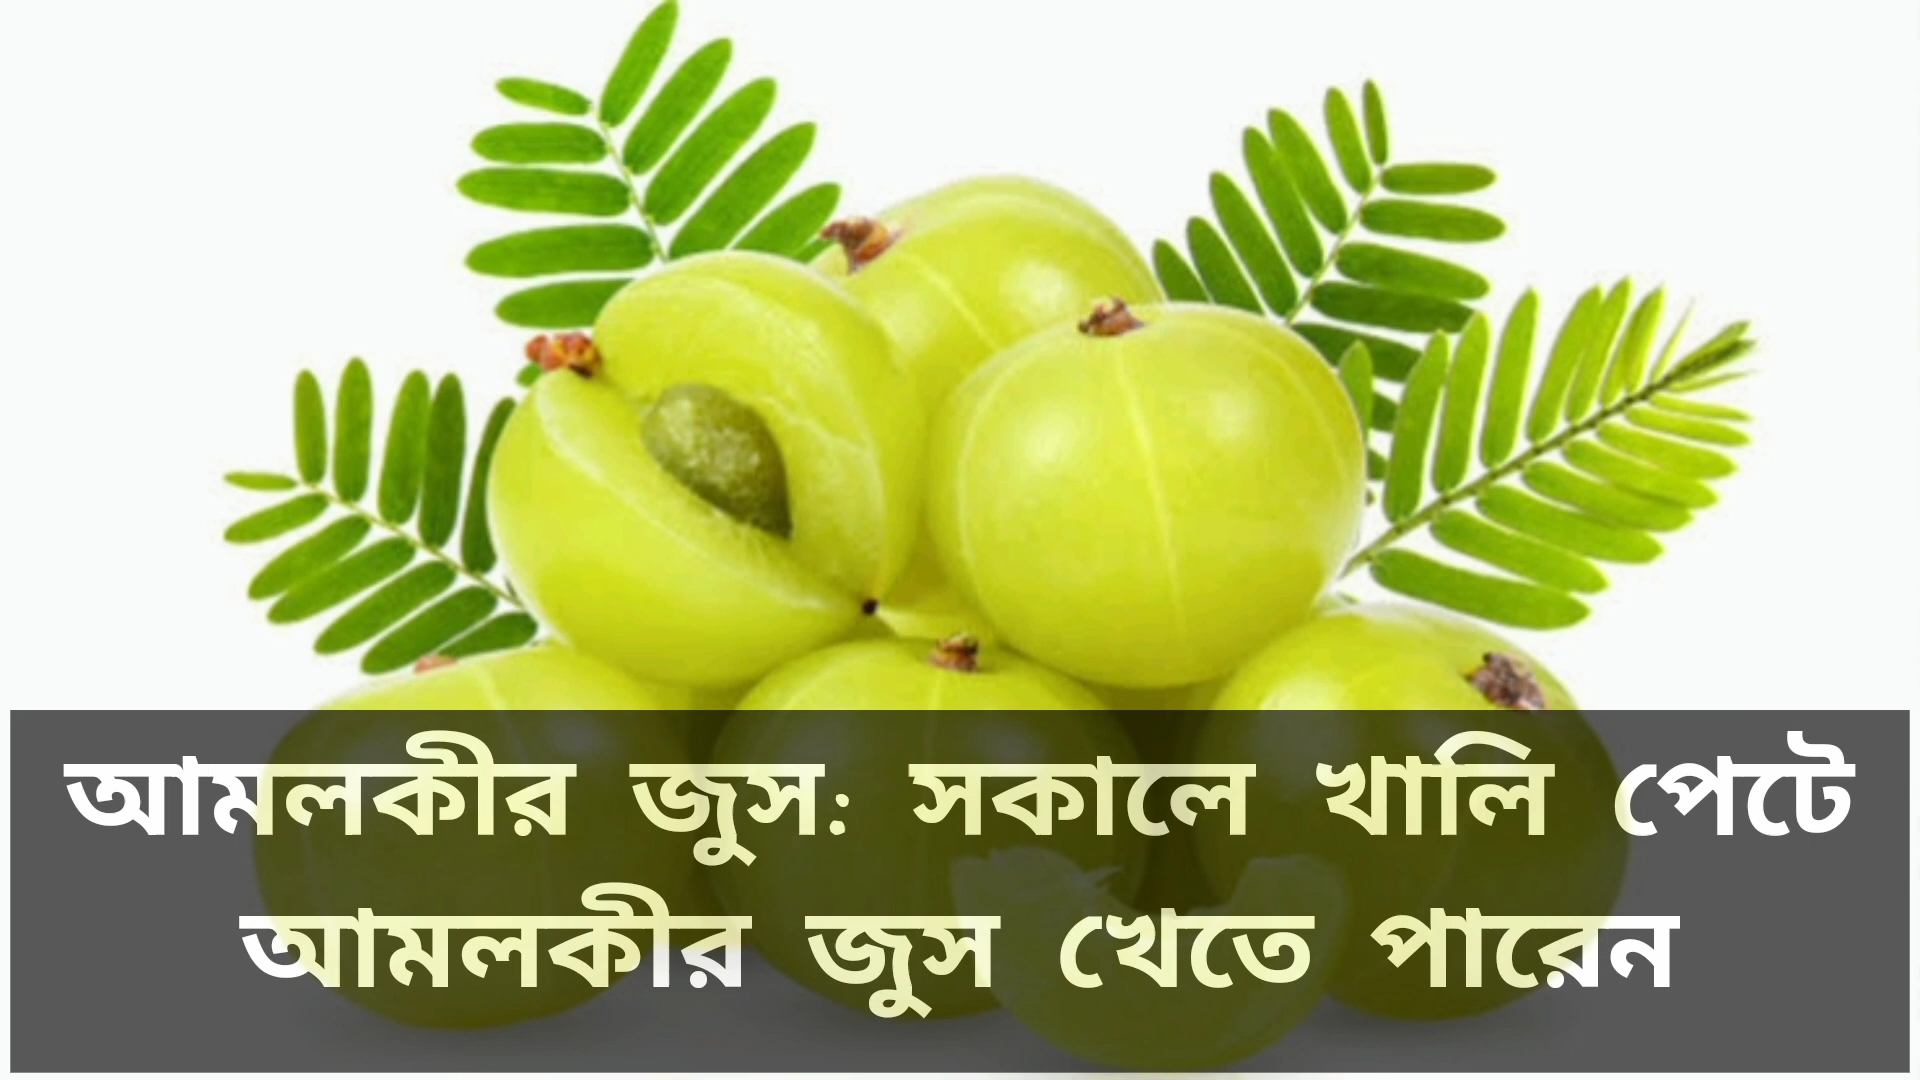 আমলকীর জুস: সকালে খালি পেটে
আমলকীর জুস খেতে পারেন